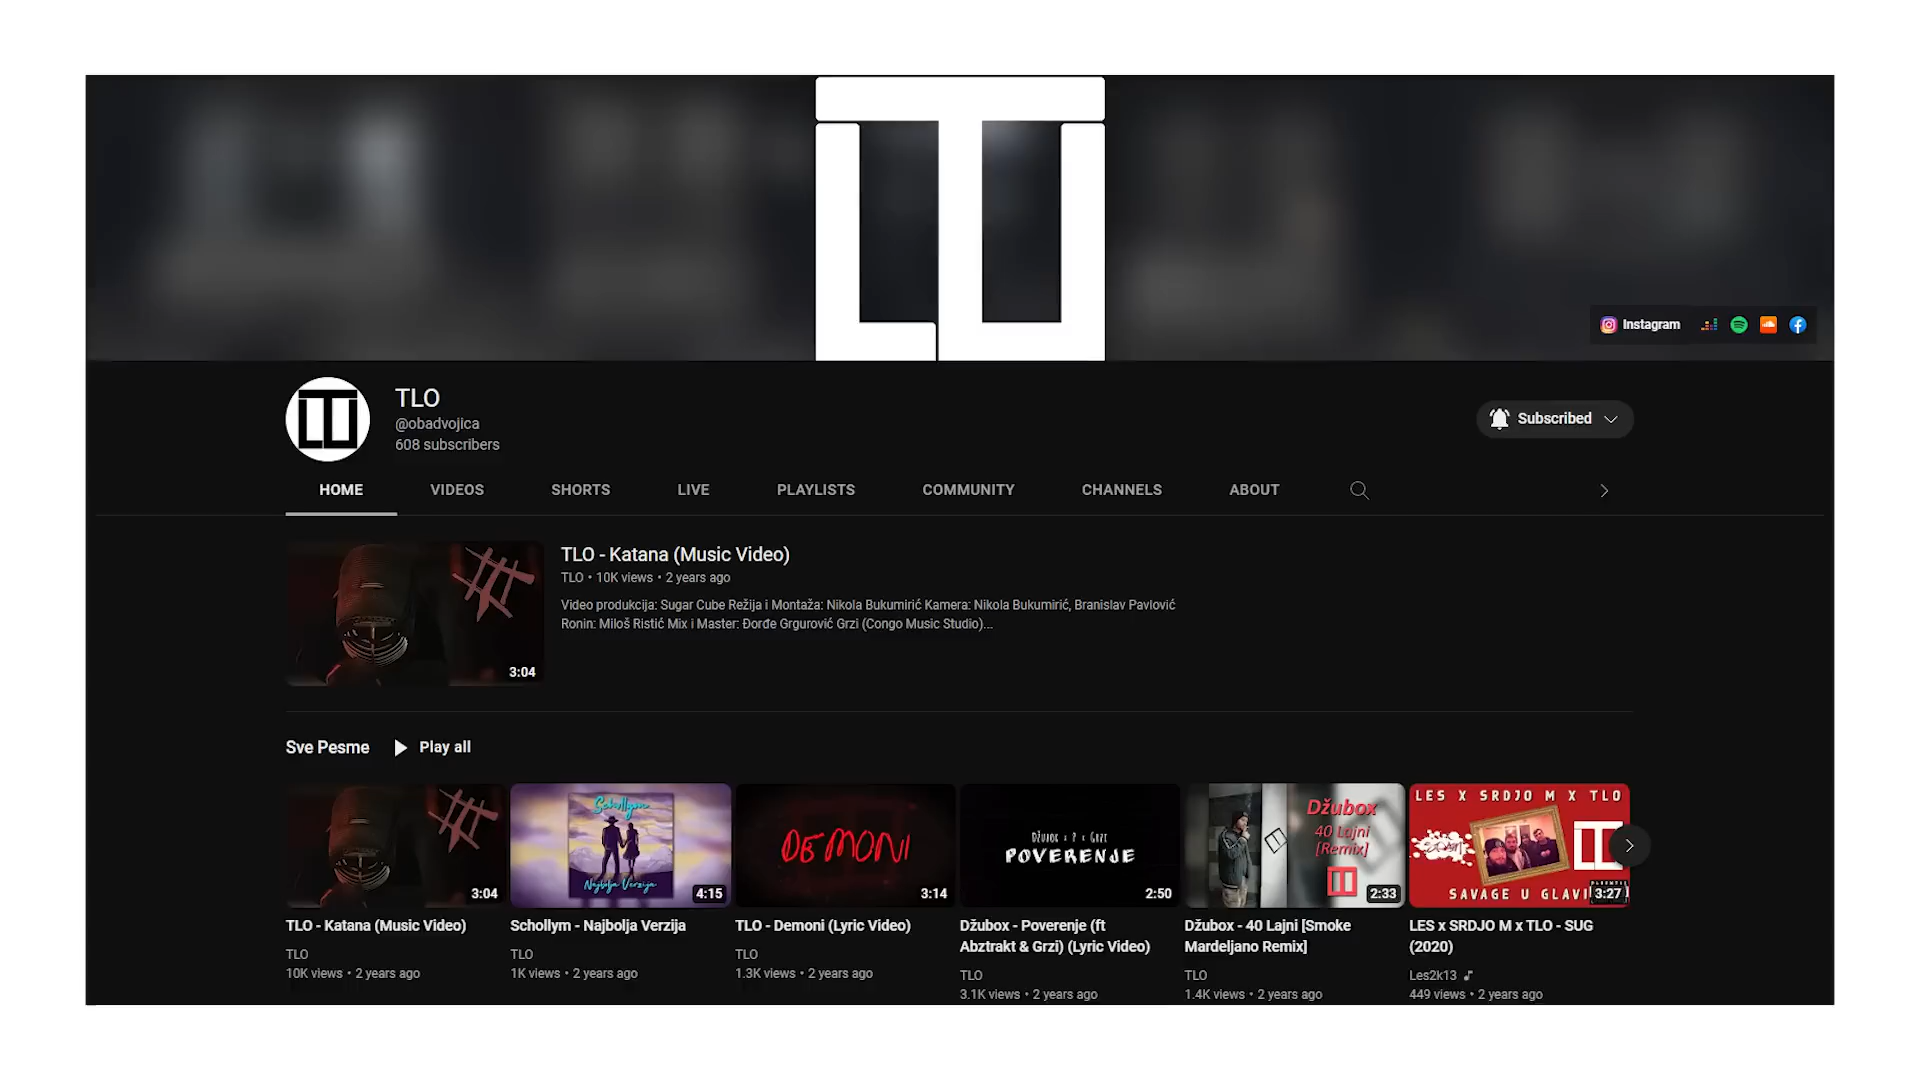 Instagram
TLO
@obadvojica
608 subscribers
Subscribed
HOME
VIDEOS
SHORTS
LIVE
PLAYLISTS
COMMUNITY
CHANNELS
ABOUT
3:04
TLO - Katana (Music Video)
TLO • 10K views • 2 years ago
Video produkcija: Sugar Cube Režija i Montaža: Nikola Bukumirić Kamera: Nikola Bukumirić, Branislav Pavlović
Ronin: Miloš Ristić Mix i Master: Đorđe Grgurović Grzi (Congo Music Studio)...
Sve Pesme
Play all
3:04
TLO - Katana (Music Video)
TLO
10K views • 2 years ago
Schollym
Najbolja Verzija
4:15
Schollym - Najbolja Verzija
TLO
1K views • 2 years ago
DEMONI
3:14
TLO - Demoni (Lyric Video)
TLO
1.3K views • 2 years ago
POVERENJE
2:50
Džubox - Poverenje (ft
Abztrakt & Grzi) (Lyric Video)
TLO
3.1K views • 2 years ago
Džubox
40 Lajni
[Remix]
2:33
Džubox - 40 Lajni [Smoke
Mardeljano Remix]
TLO
1.4K views • 2 years ago
LES X SRDJO M X TLO
SAVAGE U GLAVI
3:27
LES x SRDJO M x TLO - SUG
(2020)
Les2k13
449 views • 2 years ago